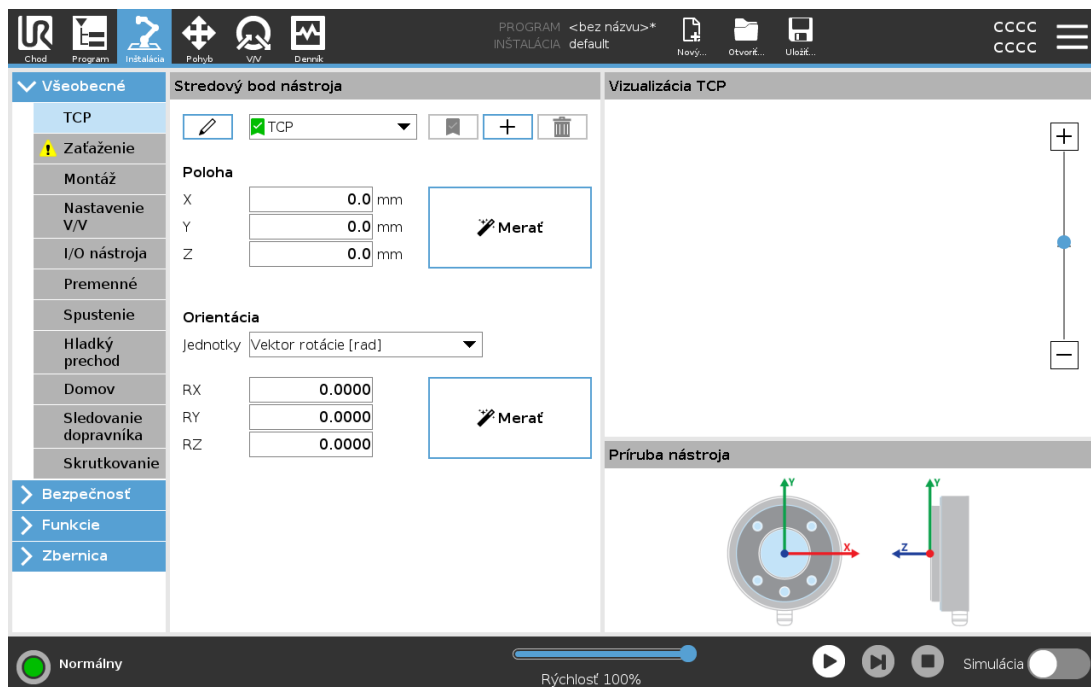 PROGRAM <bez názvu>*
INŠTALÁCIA default
CCCC
CCCC
Chod
Program
Inštalácia
Pohyb
V/V
Denník
Nový...
Otvoriť...
Uložiť...
Všeobecné
TCP
Zaťaženie
Montáž
Nastavenie
V/V
I/O nástroja
Premenné
Spustenie
Hladký
prechod
Domov
Sledovanie
dopravníka
Skrutkovanie
Bezpečnosť
Funkcie
Zbernica
Stredový bod nástroja
TCP
Poloha
X 0.0 mm
Y 0.0 mm
Z 0.0 mm
Merať
Orientácia
Jednotky Vektor rotácie [rad]
RX 0.0000
RY 0.0000
RZ 0.0000
Merať
Vizualizácia TCP
Príruba nástroja
Y
X
Y
Z
Normálny
Rýchlosť 100%
Simulácia